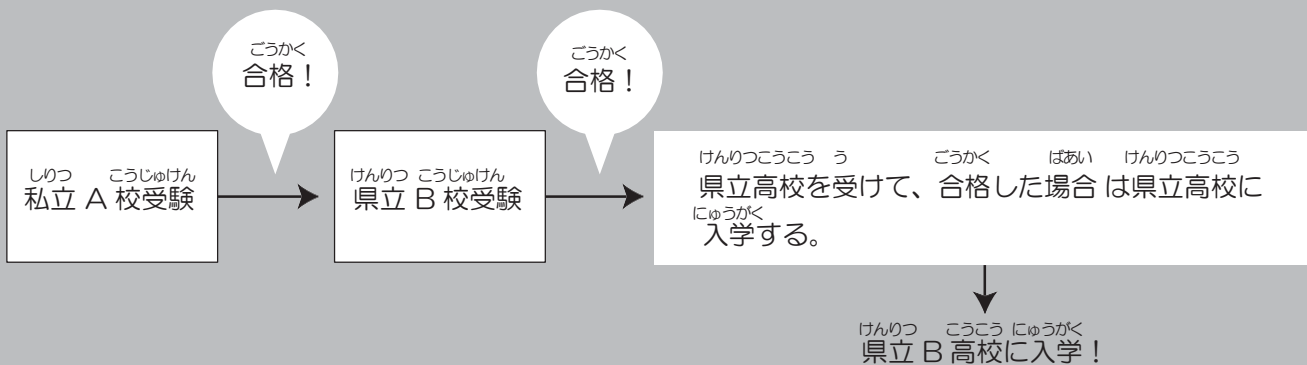 ごうかく
合格！
ごうかく
合格！
しりつ こうじゅけん
私立 A 校受験
けんりつ こうじゅけん
県立 B 校受験
けんりつこうこう う ごうかく ばあい けんりつこうこう
県立高校を受けて、合格した場合 は県立高校に
にゅうがく
入学する。
けんりつ こうこう にゅうがく
県立 B 高校に入学！